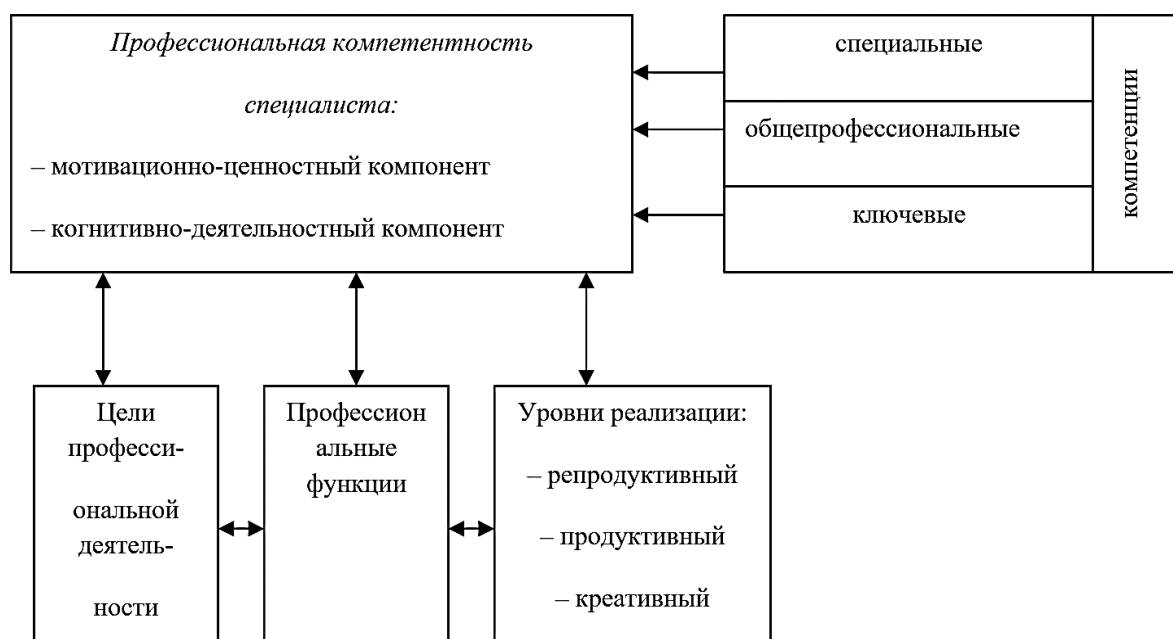 Профессиональная компетентность
специалиста:
– мотивационно-ценностный компонент
– когнитивно-деятельностный компонент
специальные
общепрофессиональные
ключевые
компетенции
Цели
професси-
ональной
деятель-
ности
Профессион
альные
функции
Уровни реализации:
– репродуктивный
– продуктивный
– креативный